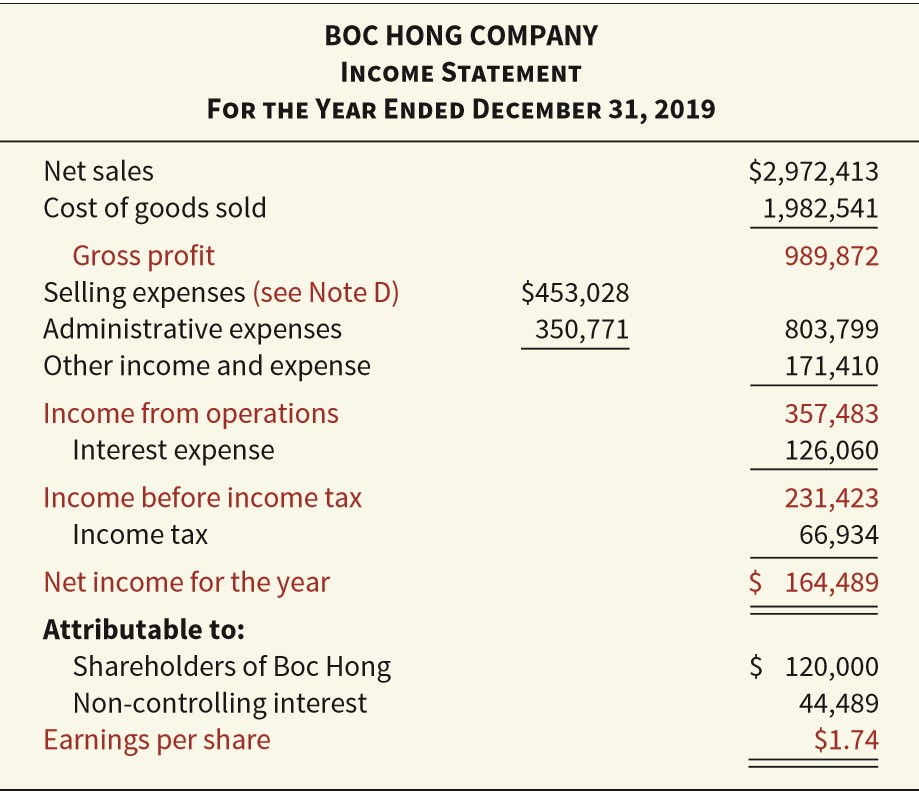 BOC HONG COMPANY
INCOME STATEMENT
FOR THE YEAR ENDED DECEMBER 31, 2019
Net sales $2,972,413
Cost of goods sold 1,982,541
Gross profit 989,872
Selling expenses (see Note D) $453,028
Administrative expenses 350,771 803,799
Other income and expense 171,410
Income from operations 357,483
Interest expense 126,060
Income before income tax 231,423
Income tax 66,934
Net income for the year $ 164,489
Attributable to:
Shareholders of Boc Hong $ 120,000
Non-controlling interest 44,489
Earnings per share $1.74